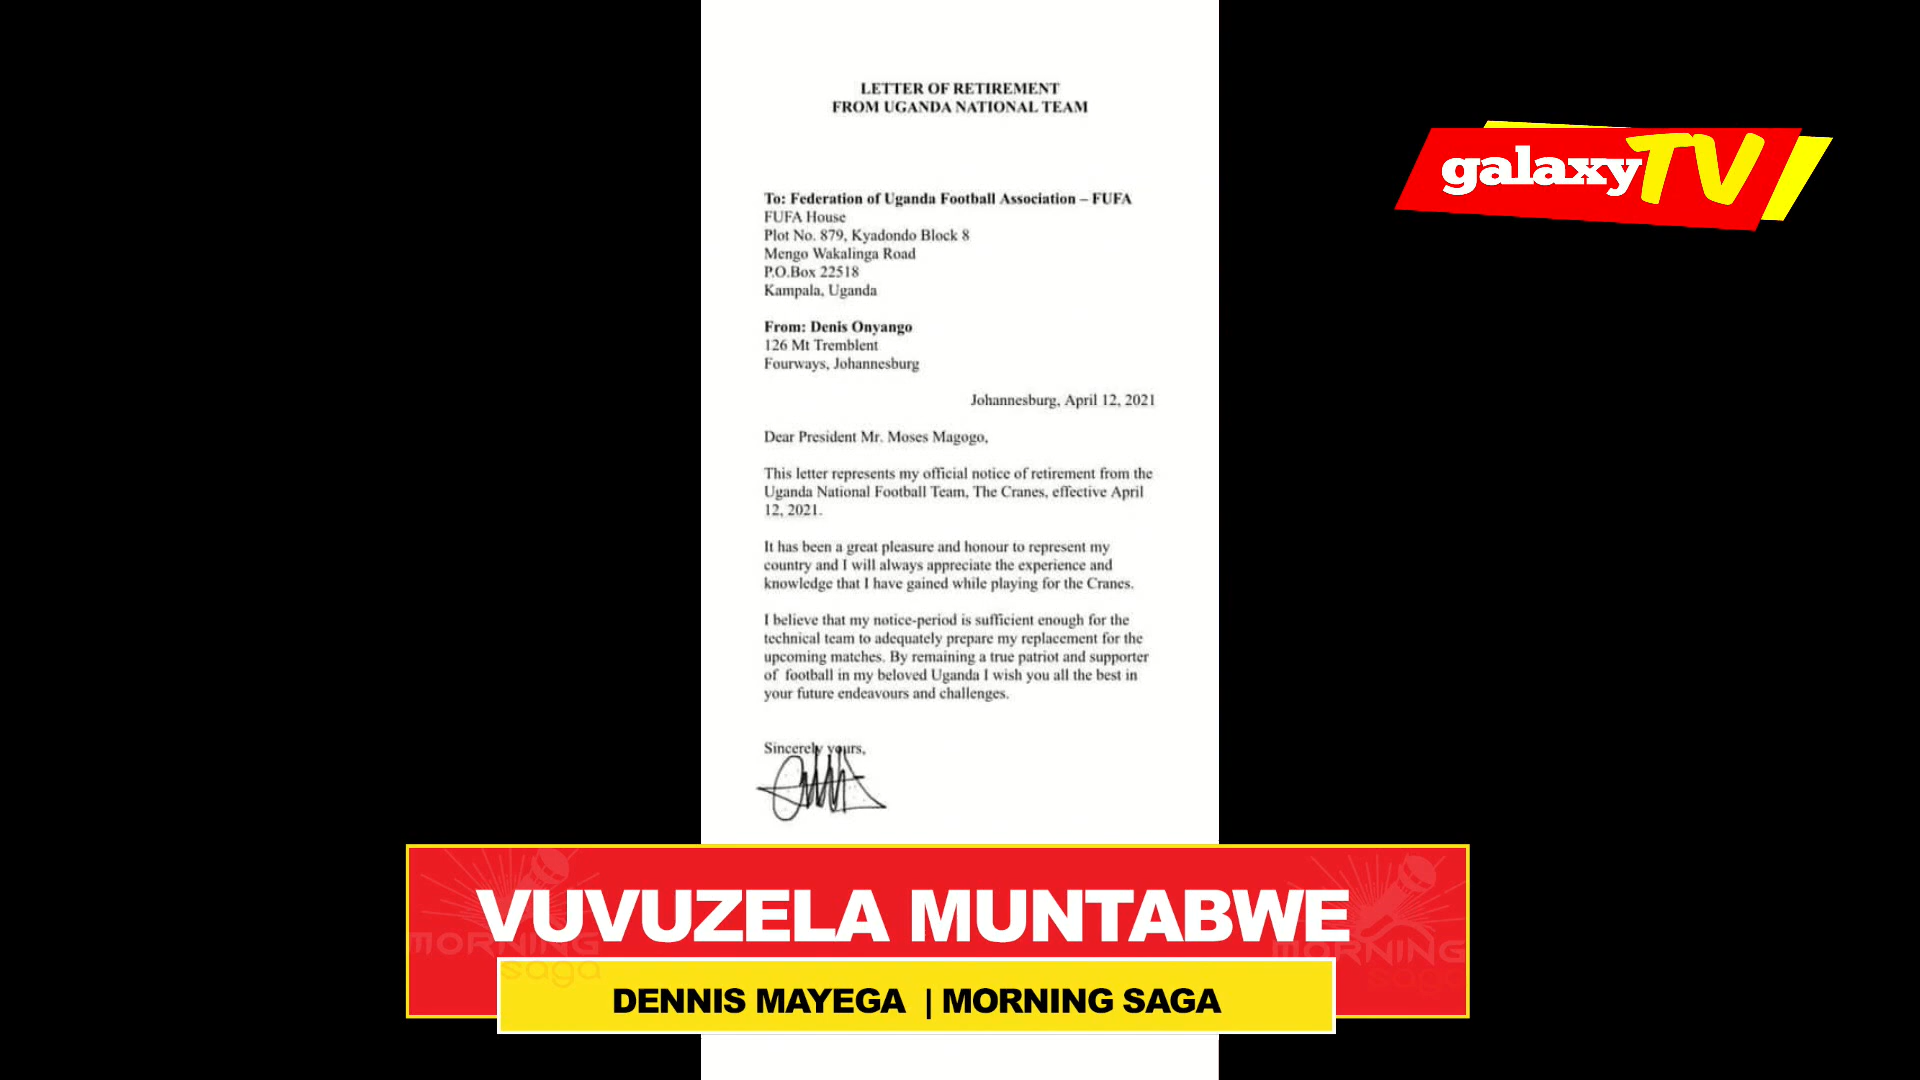 LETTER OF RETIREMENT
FROM UGANDA NATIONAL TEAM
galaxyTV
To: Federation of Uganda Football Association – FUFA
FUFA House
Plot No. 879, Kyadondo Block 8
Mengo Wakalinga Road
P.O.Box 22518
Kampala, Uganda
From: Denis Onyango
126 Mt Tremblent
Fourways, Johannesburg
Johannesburg, April 12, 2021
Dear President Mr. Moses Magogo,
This letter represents my official notice of retirement from the
Uganda National Football Team, The Cranes, effective April
12, 2021.
It has been a great pleasure and honour to represent my
country and I will always appreciate the experience and
knowledge that I have gained while playing for the Cranes.
I believe that my notice-period is sufficient enough for the
technical team to adequately prepare my replacement for the
upcoming matches. By remaining a true patriot and supporter
of football in my beloved Uganda I wish you all the best in
your future endeavours and challenges.
Sincerely yours,
VUVUZELA MUNTABWE
MORNING saga
MORNING saga
DENNIS MAYEGA | MORNING SAGA